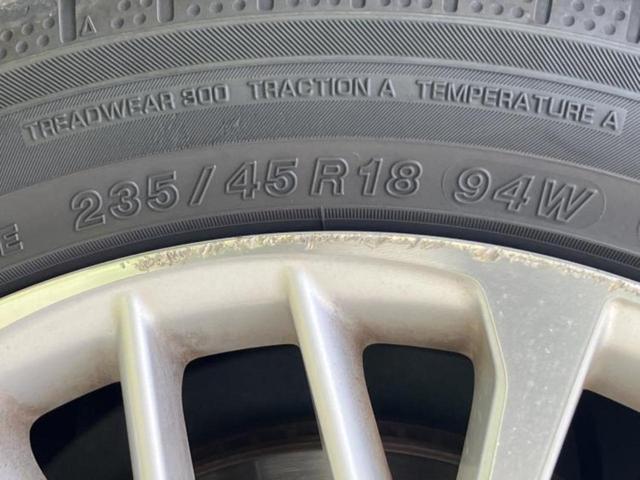 TREADWEAR 300 TRACTION A TEMPERATURE A
E 235/45R18 94W